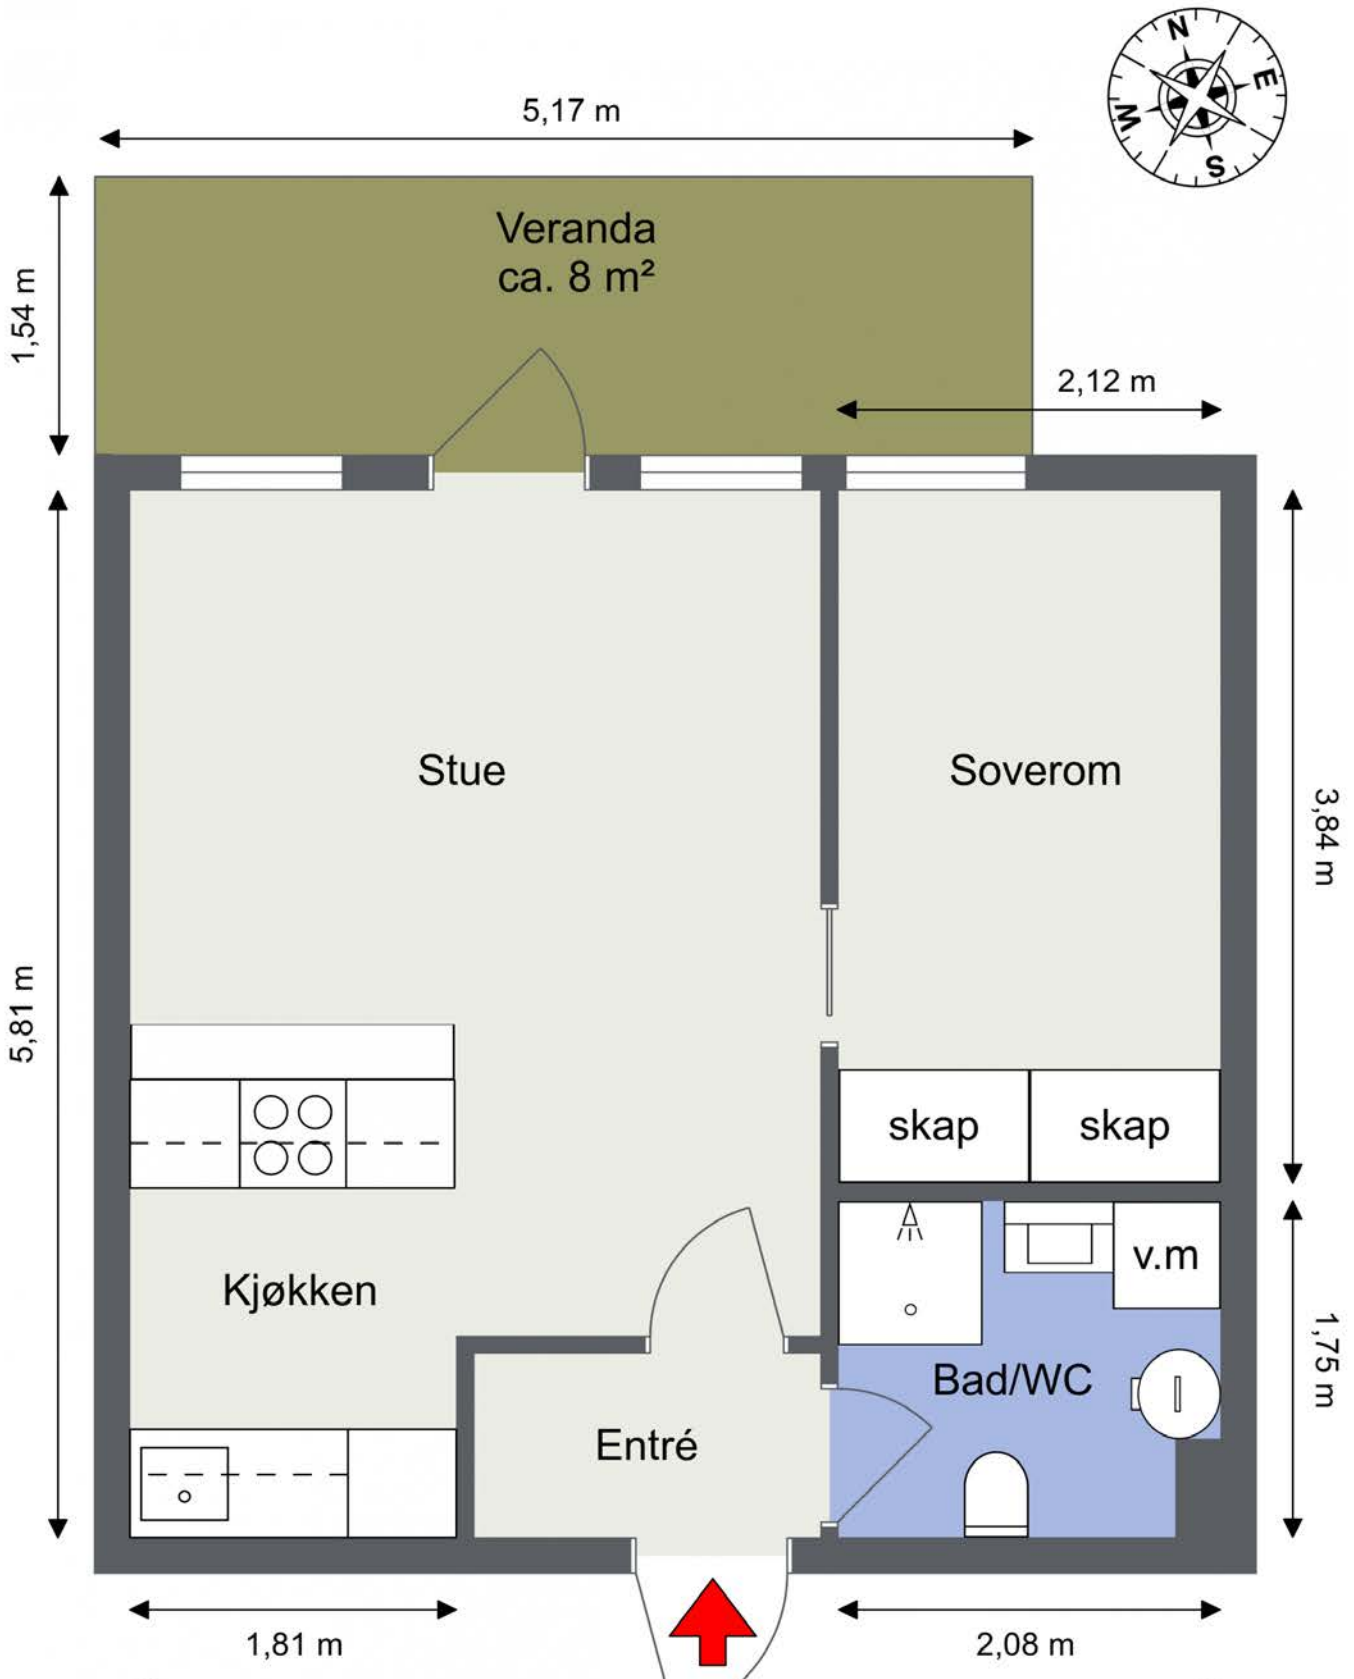 N
E
W
S
5,17 m
Veranda
ca. 8 m²
1,54 m
2,12 m
Stue
Soverom
3,84 m
5,81 m
skap
skap
v.m
Kjøkken
Bad/WC
1,75 m
Entré
1,81 m
2,08 m